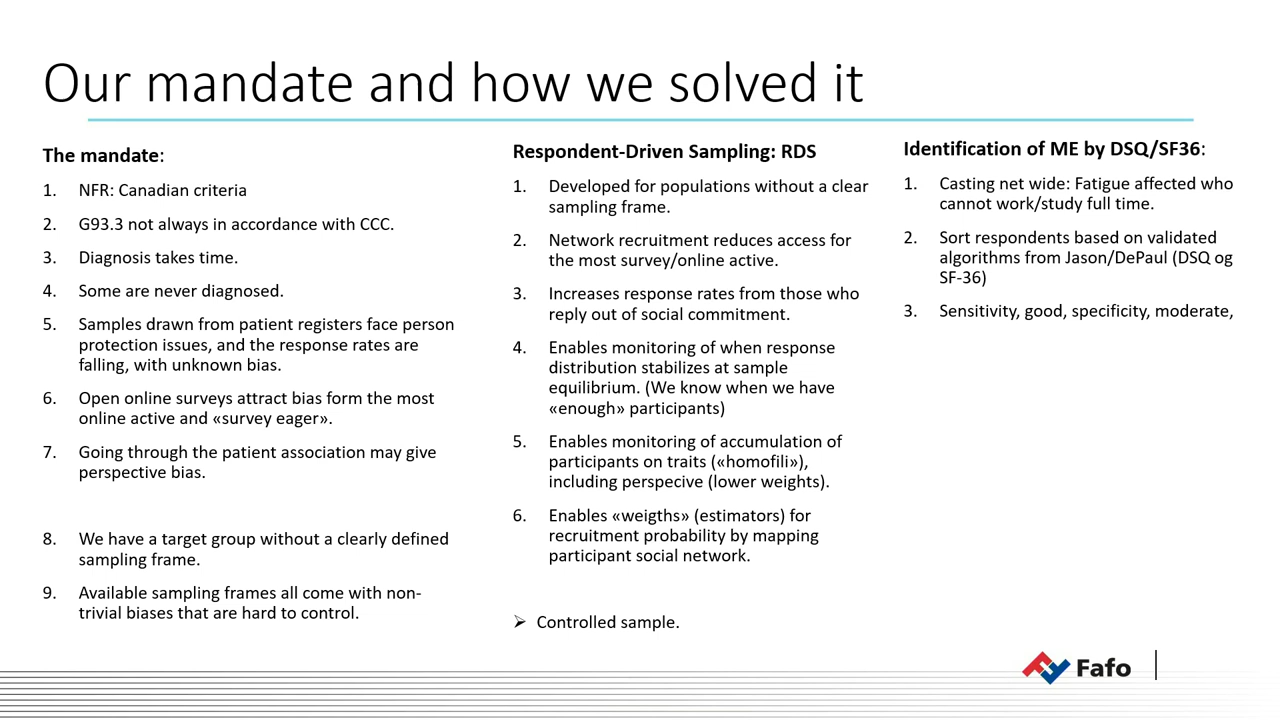 Our mandate and how we solved it
The mandate:
1. NFR: Canadian criteria
2. G93.3 not always in accordance with CCC.
3. Diagnosis takes time.
4. Some are never diagnosed.
5. Samples drawn from patient registers face person
protection issues, and the response rates are
falling, with unknown bias.
6. Open online surveys attract bias form the most
online active and «survey eager».
7. Going through the patient association may give
perspective bias.
8. We have a target group without a clearly defined
sampling frame.
9. Available sampling frames all come with non-
trivial biases that are hard to control.
Respondent-Driven Sampling: RDS
1. Developed for populations without a clear
sampling frame.
2. Network recruitment reduces access for
the most survey/online active.
3. Increases response rates from those who
reply out of social commitment.
4. Enables monitoring of when response
distribution stabilizes at sample
equilibrium. (We know when we have
«enough» participants)
5. Enables monitoring of accumulation of
participants on traits («homofili»),
including perspecive (lower weights).
6. Enables «weigths» (estimators) for
recruitment probability by mapping
participant social network.
➢ Controlled sample.
Identification of ME by DSQ/SF36:
1. Casting net wide: Fatigue affected who
cannot work/study full time.
2. Sort respondents based on validated
algorithms from Jason/DePaul (DSQ og
SF-36)
3. Sensitivity, good, specificity, moderate,
Fafo